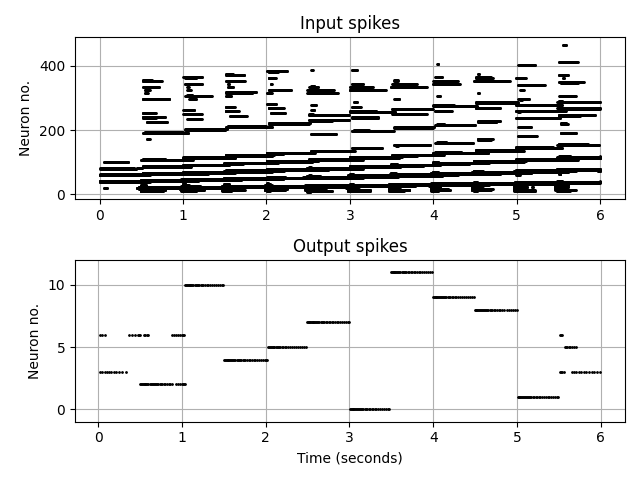 Input spikes
Neuron no.
400
200
0
0 1 2 3 4 5 6
Output spikes
Neuron no.
10
5
0
0 1 2 3 4 5 6
Time (seconds)